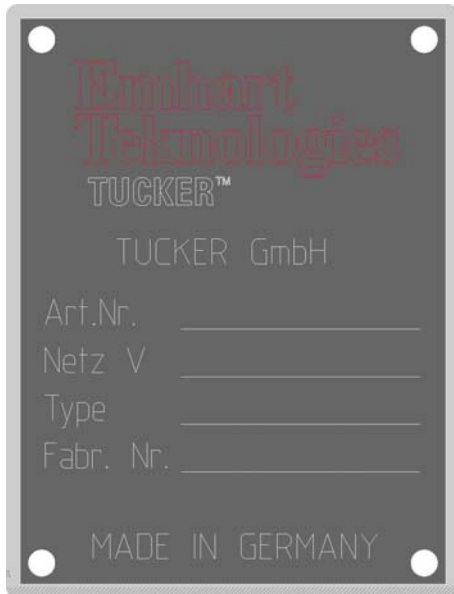 Emhart
Teknologies
TUCKER™
TUCKER GmbH
Art.Nr.
Netz V
Type
Fabr. Nr.
MADE IN GERMANY